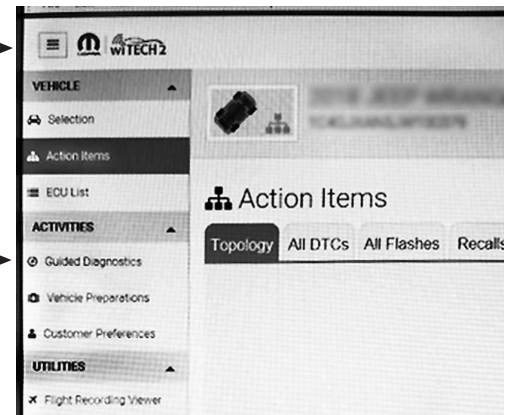 wiTECH2
VEHICLE
Selection
Action Items
ECU List
ACTIVITIES
Guided Diagnostics
Vehicle Preparations
Customer Preferences
UTILITIES
Flight Recording Viewer
Action Items
Topology All DTCs All Flashes Recalls